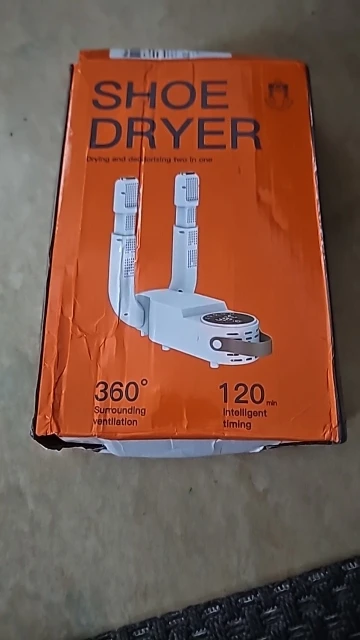 SHOE
DRYER
Drying and deodorizing two in one
360°
Surrounding
ventilation
120 min
Intelligent
timing